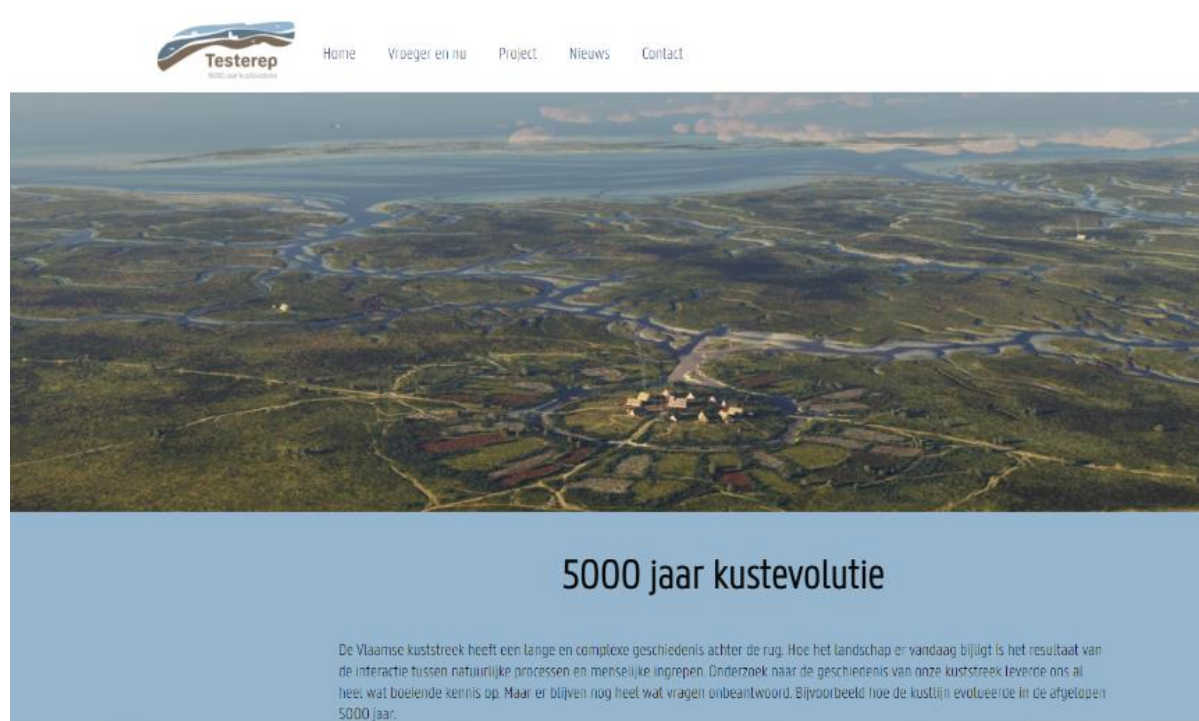 Testerep
5000 jaar kustevolutie
Home Vroeger en nu Project Nieuws Contact
5000 jaar kustevolutie
De Vlaamse kuststreek heeft een lange en complexe geschiedenis achter de rug. Hoe het landschap er vandaag bijligt is het resultaat van
de interactie tussen natuurlijke processen en menselijke ingrepen. Onderzoek naar de geschiedenis van onze kuststreek leverde ons al
heel wat boeiende kennis op. Maar er blijven nog heel wat vragen onbeantwoord. Bijvoorbeeld hoe de kustlijn evolueerde in de afgelopen
5000 jaar.